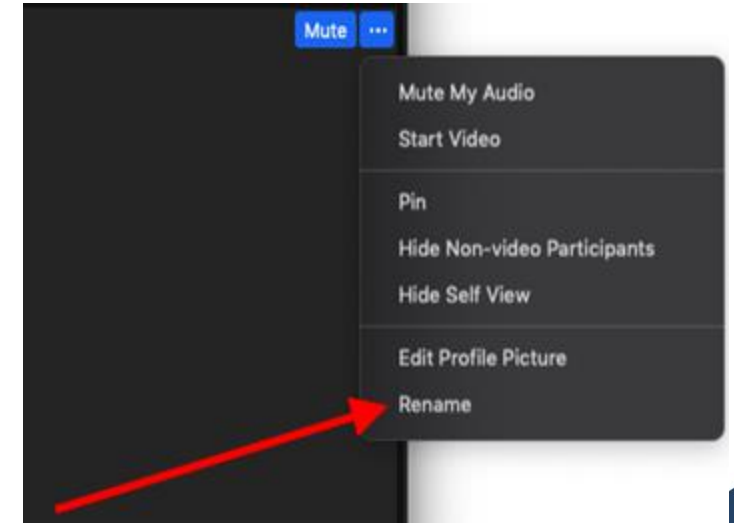 Mute ···
Mute My Audio
Start Video
Pin
Hide Non-video Participants
Hide Self View
Edit Profile Picture
Rename